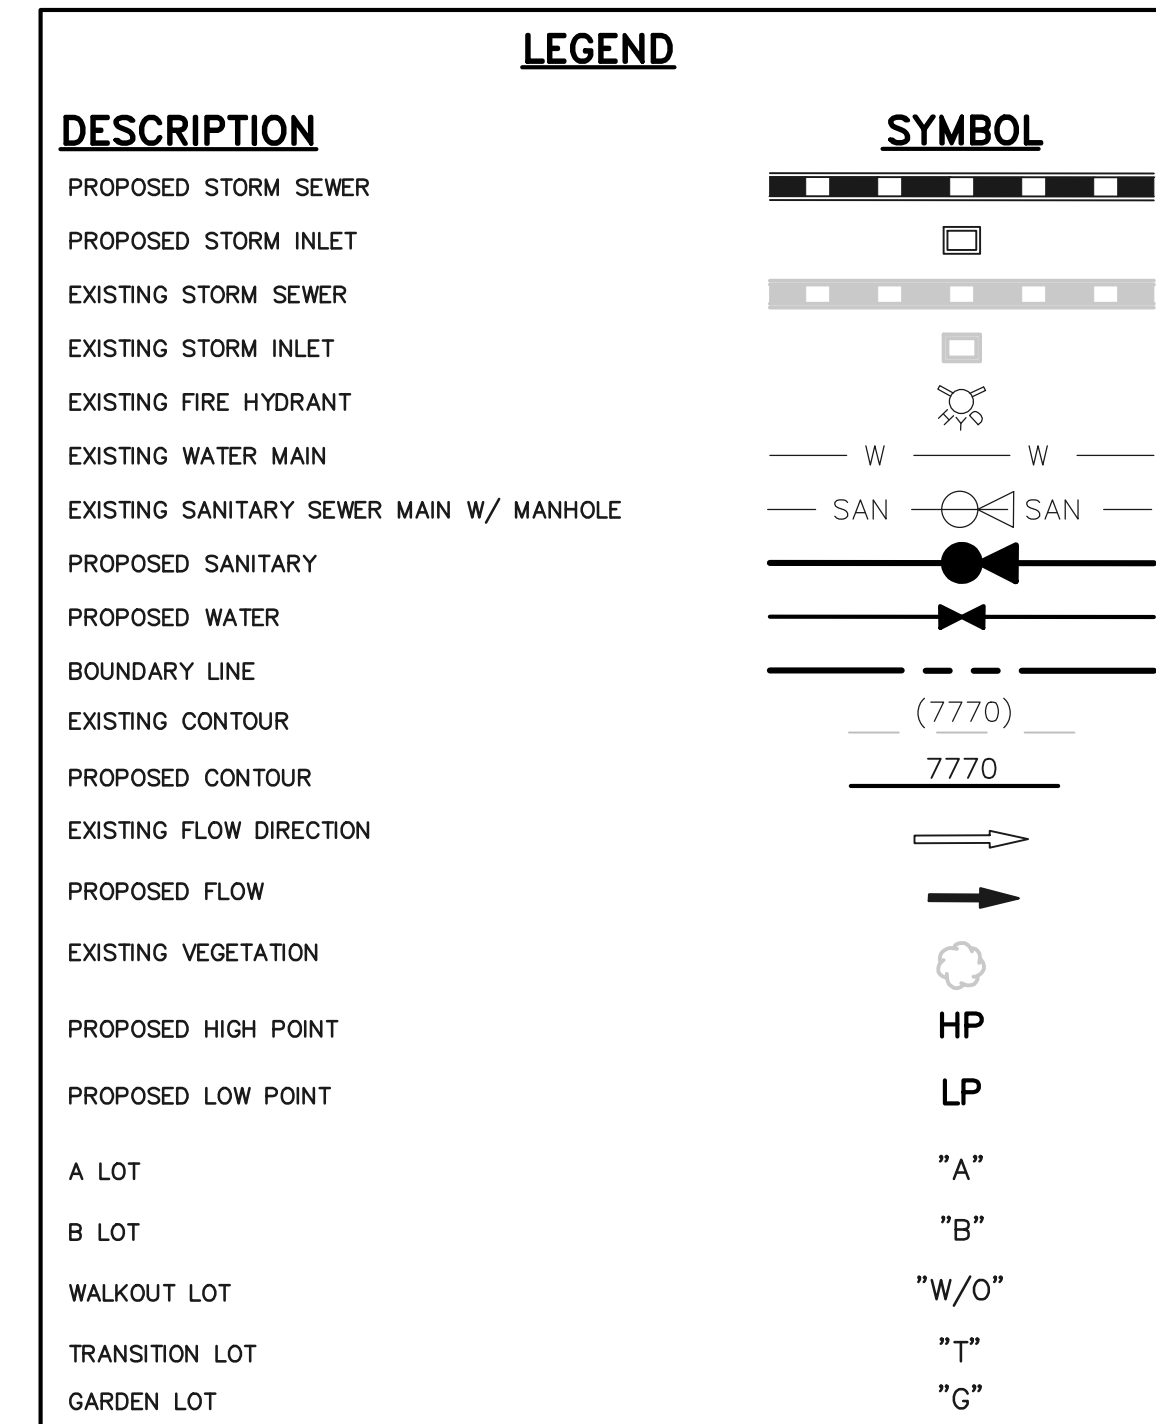 LEGEND
DESCRIPTION SYMBOL
PROPOSED STORM SEWER
PROPOSED STORM INLET
EXISTING STORM SEWER
EXISTING STORM INLET
EXISTING FIRE HYDRANT HYD
EXISTING WATER MAIN W W
EXISTING SANITARY SEWER MAIN W/ MANHOLE SAN SAN
PROPOSED SANITARY
PROPOSED WATER
BOUNDARY LINE
EXISTING CONTOUR (7770)
PROPOSED CONTOUR 7770
EXISTING FLOW DIRECTION
PROPOSED FLOW
EXISTING VEGETATION
PROPOSED HIGH POINT HP
PROPOSED LOW POINT LP
A LOT "A"
B LOT "B"
WALKOUT LOT "W/O"
TRANSITION LOT "T"
GARDEN LOT "G"